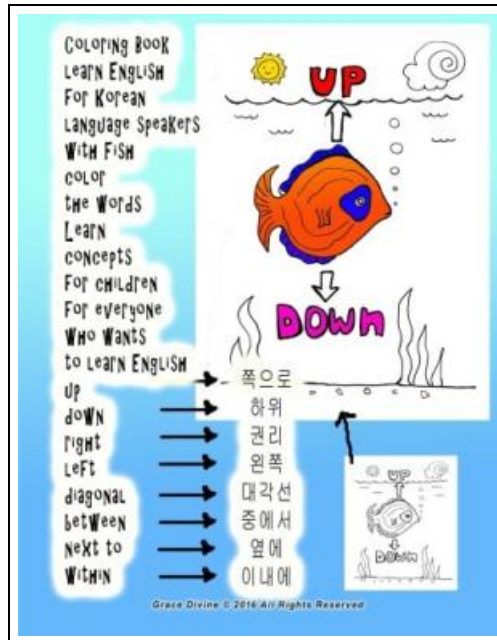 Coloring Book
Learn English
For Korean
Language Speakers
With Fish
Color
the Words
Learn
concepts
For children
For everyone
Who Wants
to Learn English
up
down
right
Left
diagonal
between
Next to
Within
쪽으로
하위
권리
왼쪽
대각선
중에서
옆에
이내에
UP
DOWN
UP
DOWN
Grace Divine © 2016 All Rights Reserved